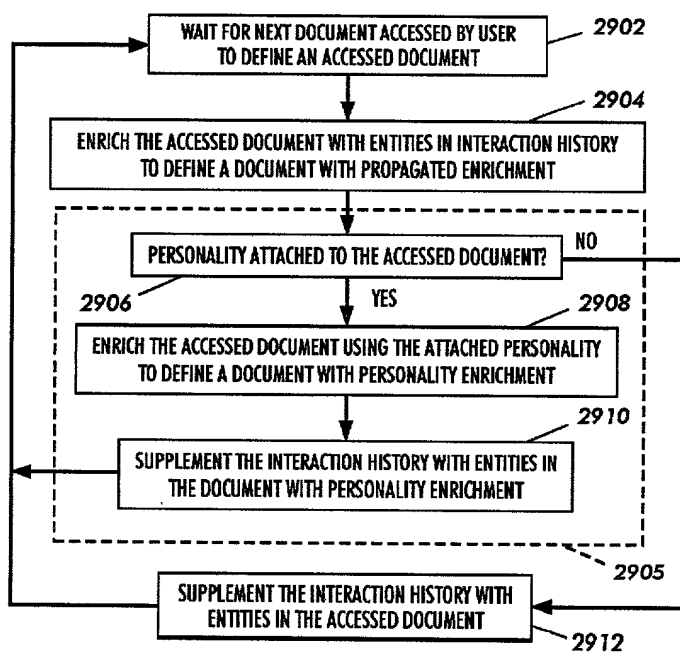 WAIT FOR NEXT DOCUMENT ACCESSED BY USER
TO DEFINE AN ACCESSED DOCUMENT
2902
2904
ENRICH THE ACCESSED DOCUMENT WITH ENTITIES IN INTERACTION HISTORY
TO DEFINE A DOCUMENT WITH PROPAGATED ENRICHMENT
PERSONALITY ATTACHED TO THE ACCESSED DOCUMENT?
NO
2906
YES
2908
ENRICH THE ACCESSED DOCUMENT USING THE ATTACHED PERSONALITY
TO DEFINE A DOCUMENT WITH PERSONALITY ENRICHMENT
2910
SUPPLEMENT THE INTERACTION HISTORY WITH ENTITIES IN
THE DOCUMENT WITH PERSONALITY ENRICHMENT
2905
SUPPLEMENT THE INTERACTION HISTORY WITH
ENTITIES IN THE ACCESSED DOCUMENT
2912